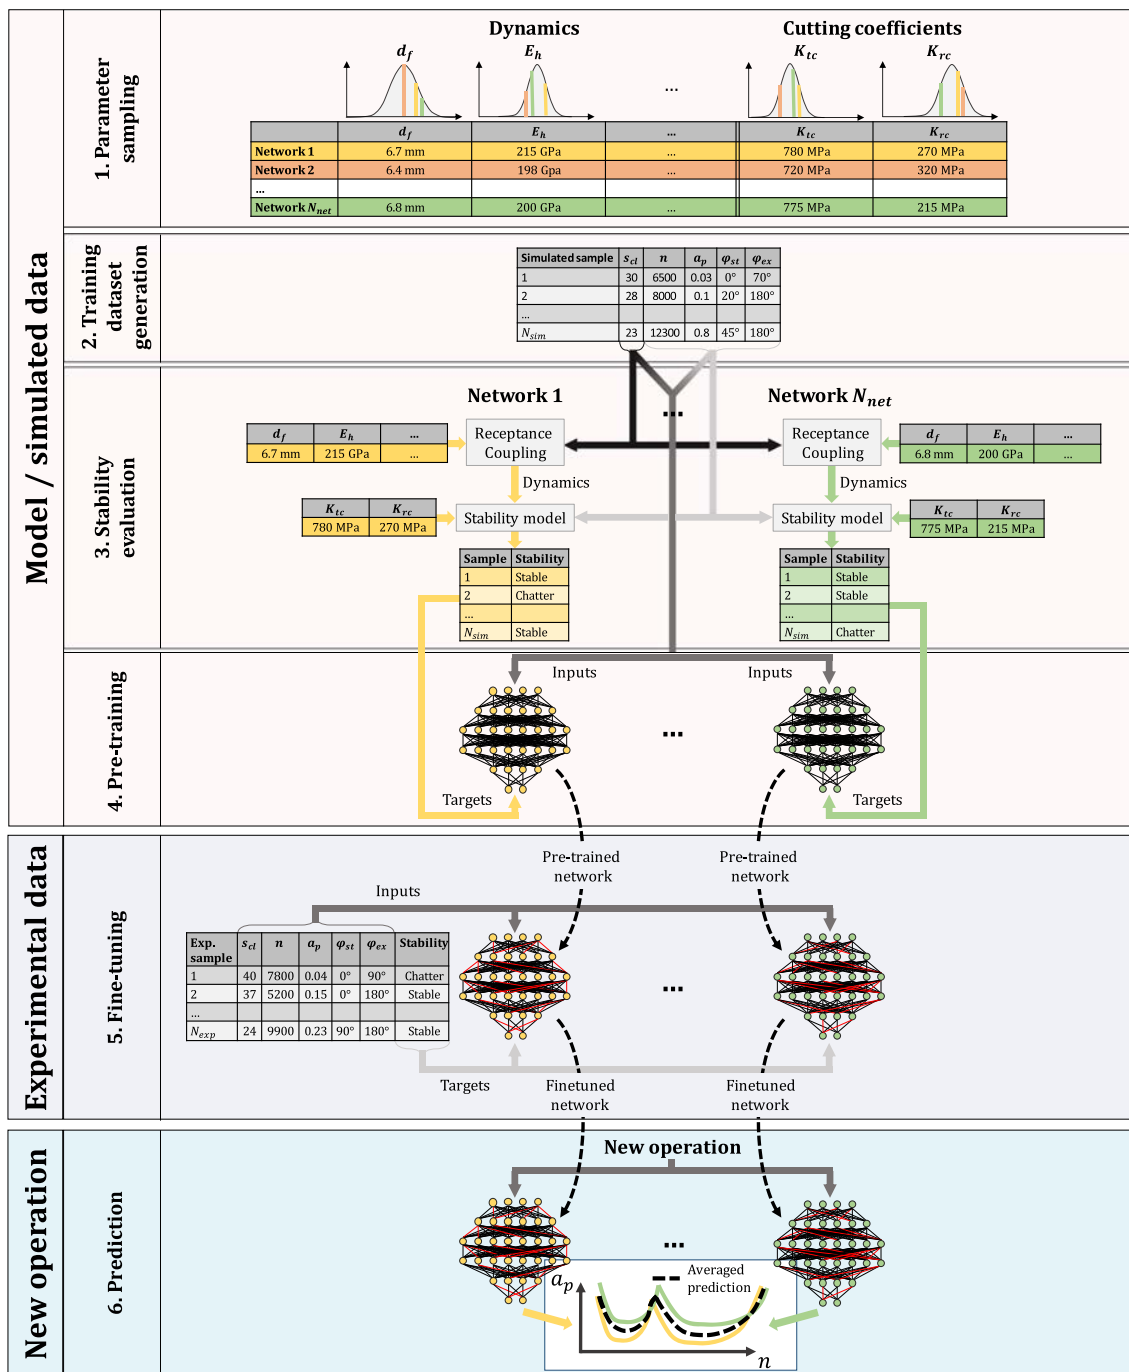 Model / simulated data
1. Parameter
sampling
Dynamics
Cutting coefficients
d_f
E_h
...
K_tc
K_rc
d_f E_h ... K_tc K_rc
Network 1 6.7 mm 215 GPa ... 780 MPa 270 MPa
Network 2 6.4 mm 198 Gpa ... 720 MPa 320 MPa
...
Network N_net 6.8 mm 200 GPa ... 775 MPa 215 MPa
2. Training
dataset
generation
Simulated sample s_cl n a_p φ_st φ_ex
1 30 6500 0.03 0° 70°
2 28 8000 0.1 20° 180°
...
N_sim 23 12300 0.8 45° 180°
3. Stability
evaluation
Network 1
...
Network N_net
d_f E_h ...
6.7 mm 215 GPa ...
Receptance
Coupling
Receptance
Coupling
d_f E_h ...
6.8 mm 200 GPa ...
Dynamics
Dynamics
K_tc K_rc
780 MPa 270 MPa
Stability model
Stability model
K_tc K_rc
775 MPa 215 MPa
Sample Stability
1 Stable
2 Chatter
...
N_sim Stable
Sample Stability
1 Stable
2 Stable
...
N_sim Chatter
4. Pre-training
Inputs
Inputs
...
Targets
Targets
Experimental data
5. Fine-tuning
Pre-trained
network
Pre-trained
network
Inputs
Exp.
sample s_cl n a_p φ_st φ_ex Stability
1 40 7800 0.04 0° 90° Chatter
2 37 5200 0.15 0° 180° Stable
...
N_exp 24 9900 0.23 90° 180° Stable
...
Targets
Finetuned
network
Finetuned
network
New operation
6. Prediction
New operation
...
a_p
Averaged
prediction
n